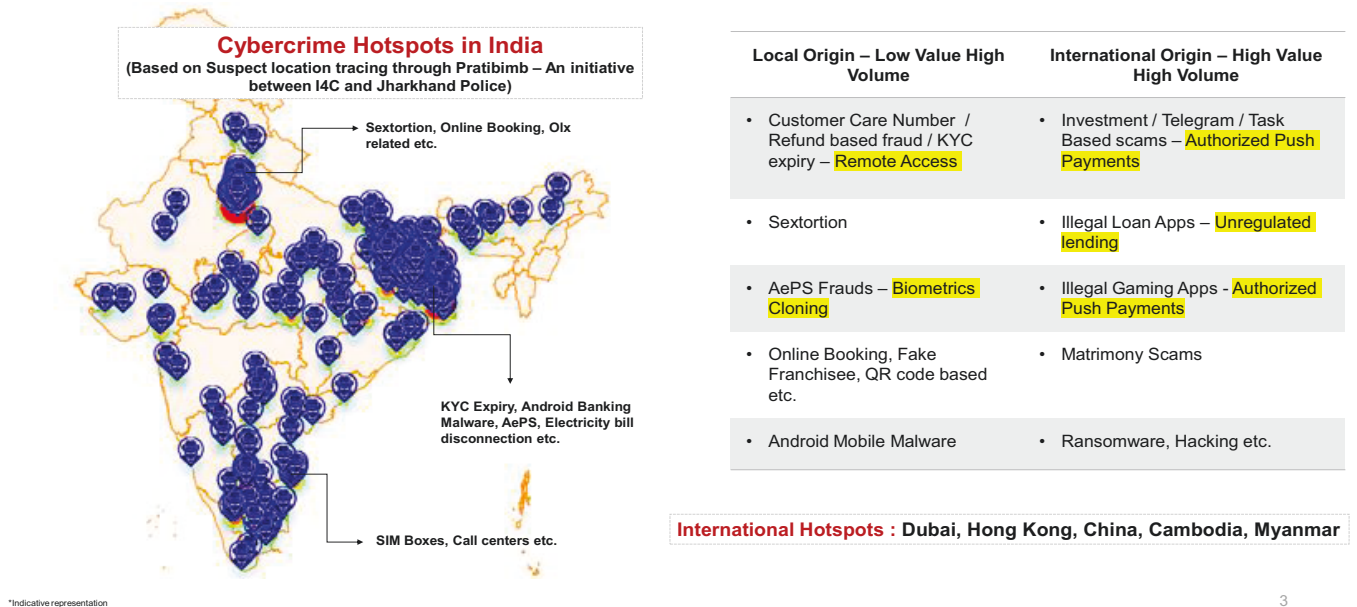 Cybercrime Hotspots in India
(Based on Suspect location tracing through Pratibimb – An initiative
between I4C and Jharkhand Police)
Sextortion, Online Booking, Olx
related etc.
KYC Expiry, Android Banking
Malware, AePS, Electricity bill
disconnection etc.
SIM Boxes, Call centers etc.
*Indicative representation
Local Origin – Low Value High
Volume
International Origin – High Value
High Volume
• Customer Care Number /
Refund based fraud / KYC
expiry – Remote Access
• Investment / Telegram / Task
Based scams – Authorized Push
Payments
• Sextortion
• Illegal Loan Apps – Unregulated
lending
• AePS Frauds – Biometrics
Cloning
• Illegal Gaming Apps - Authorized
Push Payments
• Online Booking, Fake
Franchisee, QR code based
etc.
• Matrimony Scams
• Android Mobile Malware
• Ransomware, Hacking etc.
International Hotspots : Dubai, Hong Kong, China, Cambodia, Myanmar
3